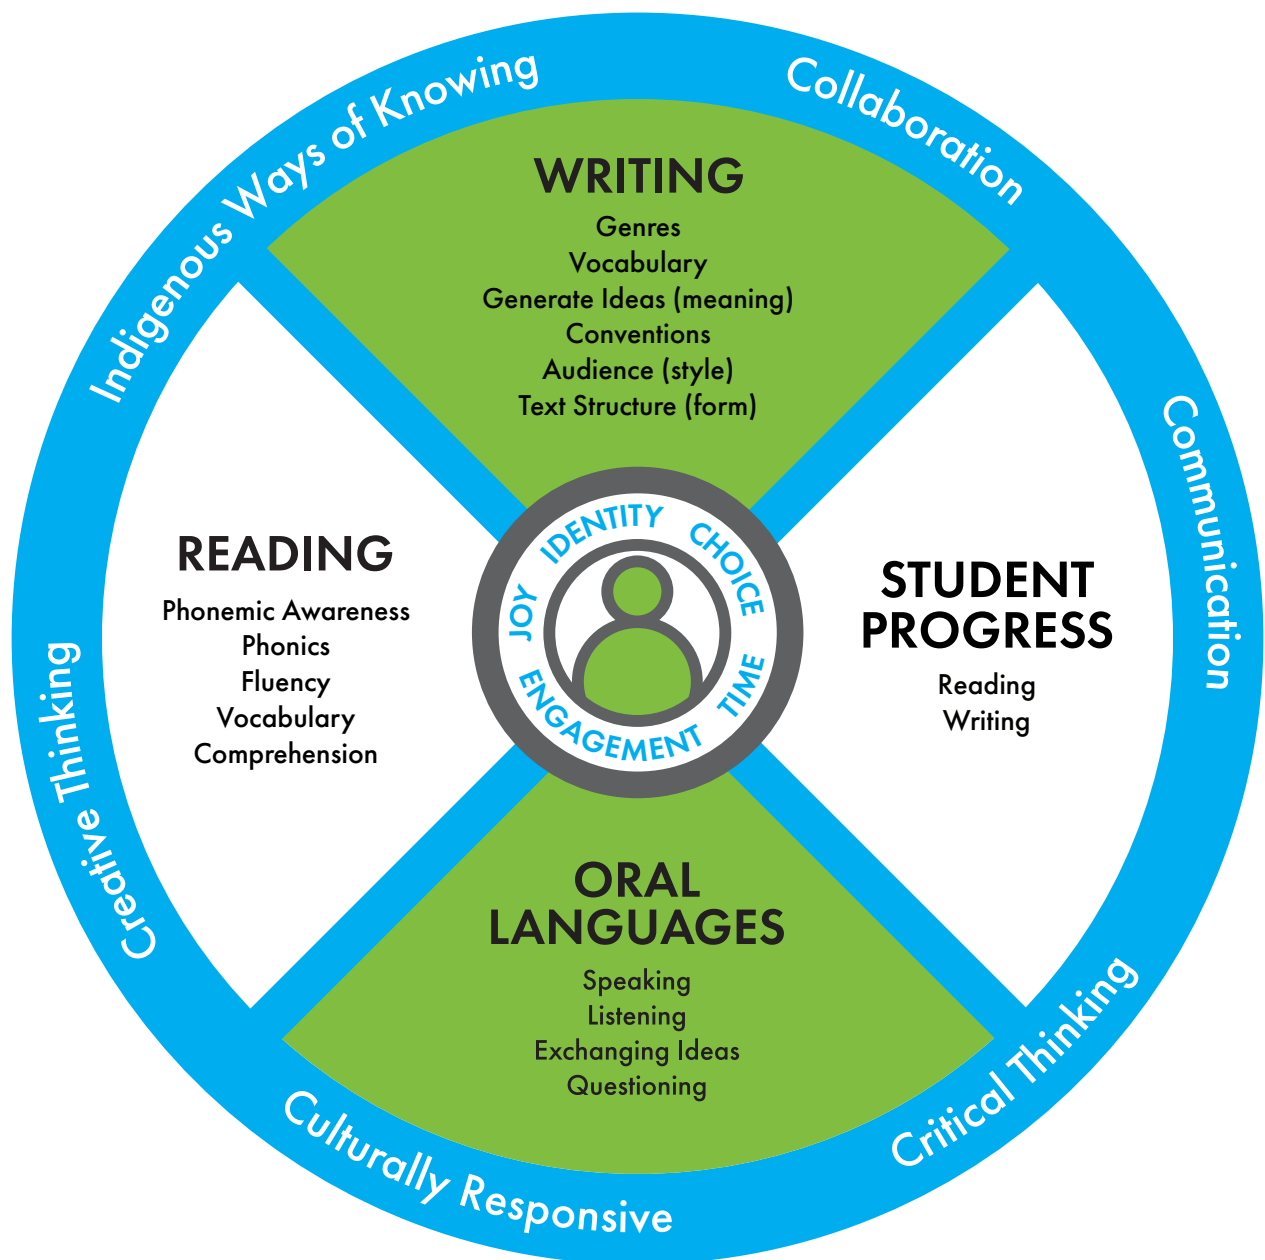 Indigenous Ways of Knowing
Collaboration
Communication
Critical Thinking
Culturally Responsive
Creative Thinking
WRITING
Genres
Vocabulary
Generate Ideas (meaning)
Conventions
Audience (style)
Text Structure (form)
READING
Phonemic Awareness
Phonics
Fluency
Vocabulary
Comprehension
JOY
IDENTITY
CHOICE
TIME
ENGAGEMENT
STUDENT
PROGRESS
Reading
Writing
ORAL
LANGUAGES
Speaking
Listening
Exchanging Ideas
Questioning